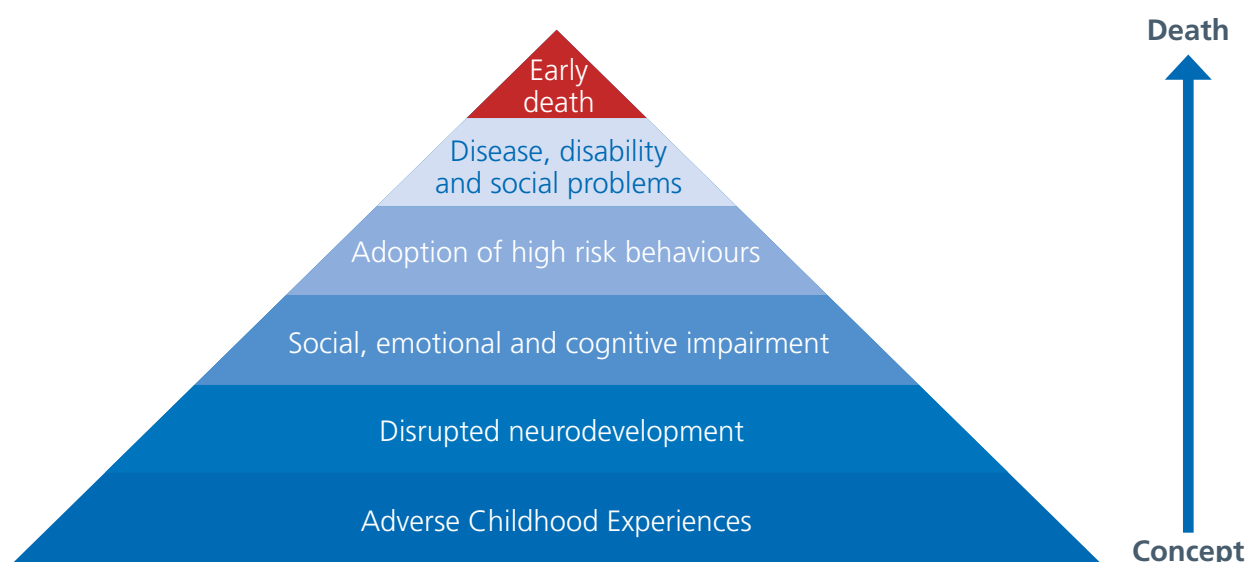 Death
Early
death
Disease, disability
and social problems
Adoption of high risk behaviours
Social, emotional and cognitive impairment
Disrupted neurodevelopment
Adverse Childhood Experiences
Concept